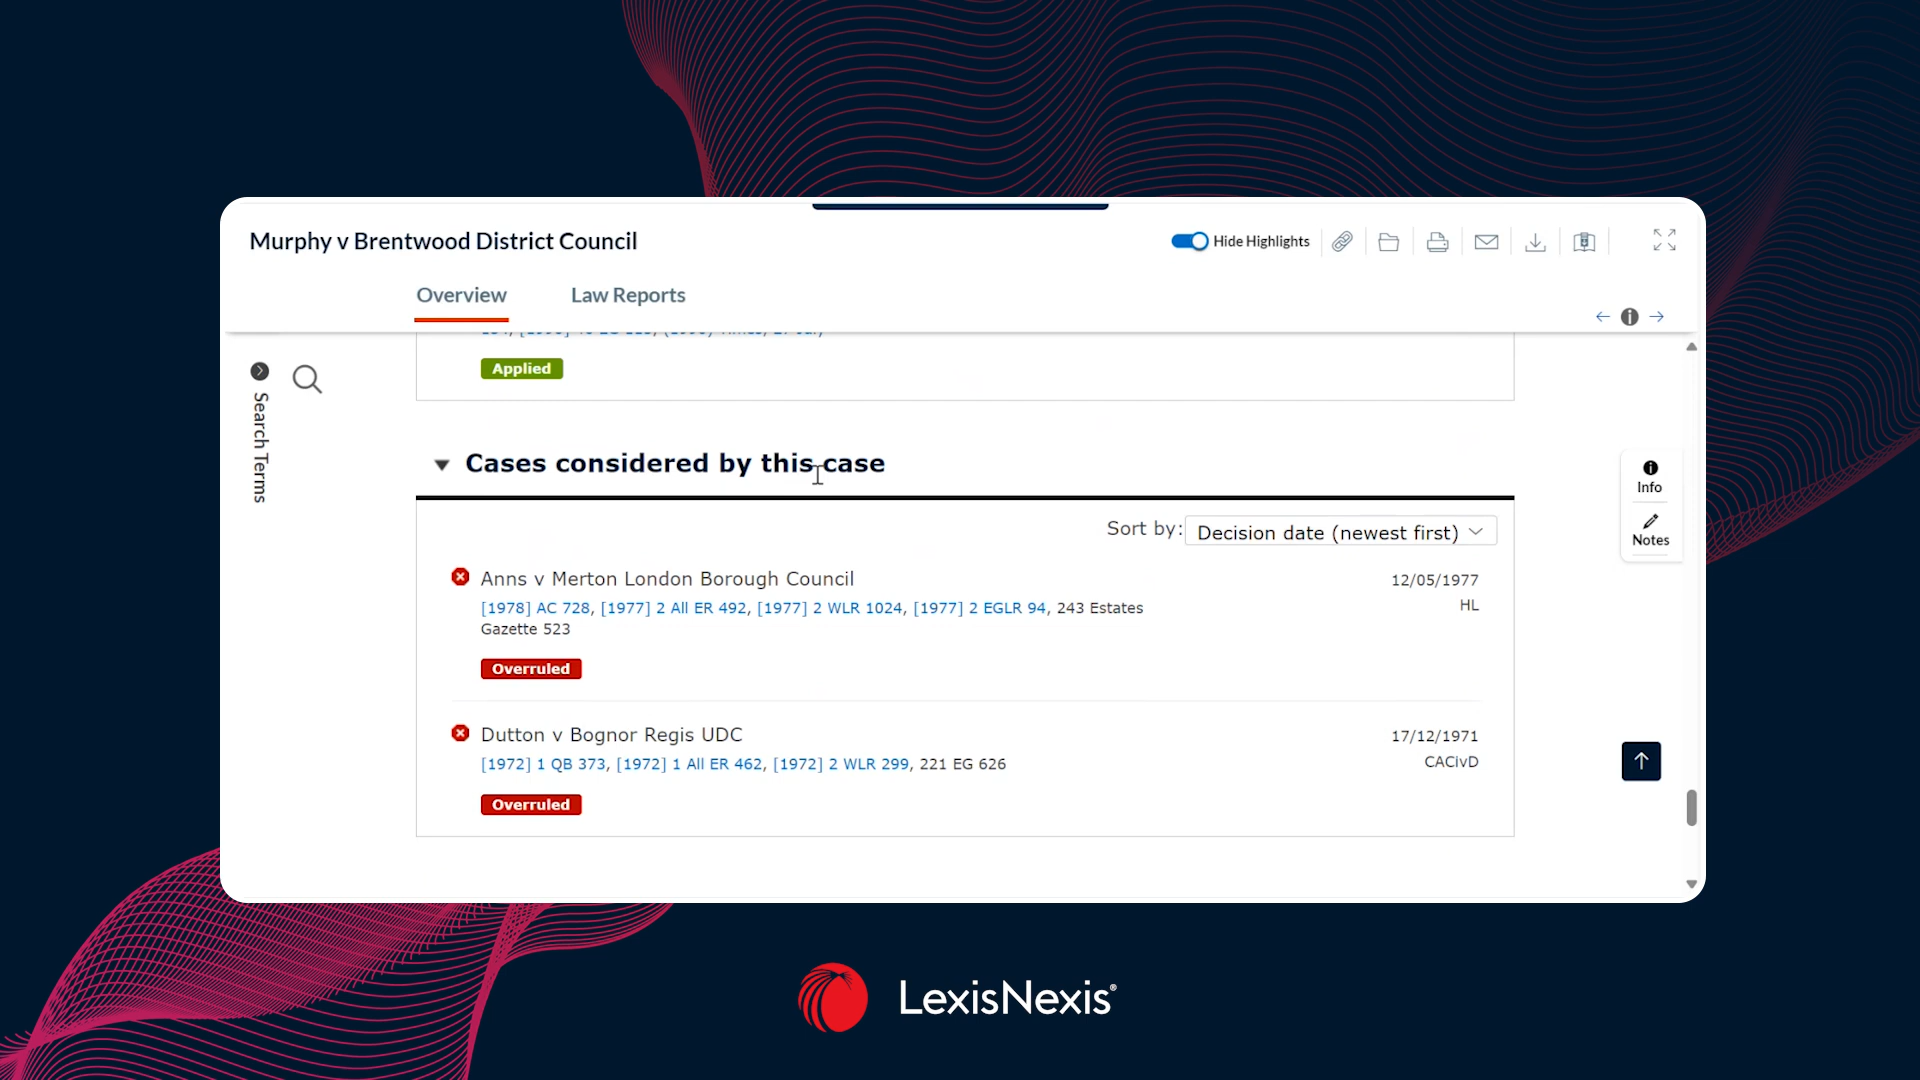 Murphy v Brentwood District Council
Hide Highlights
Overview
Law Reports
Applied
Search Terms
Cases considered by this case
Info
Notes
Sort by: Decision date (newest first)
Anns v Merton London Borough Council
12/05/1977
[1978] AC 728, [1977] 2 All ER 492, [1977] 2 WLR 1024, [1977] 2 EGLR 94, 243 Estates
Gazette 523
HL
Overruled
Dutton v Bognor Regis UDC
17/12/1971
[1972] 1 QB 373, [1972] 1 All ER 462, [1972] 2 WLR 299, 221 EG 626
CACivD
Overruled
LexisNexis®